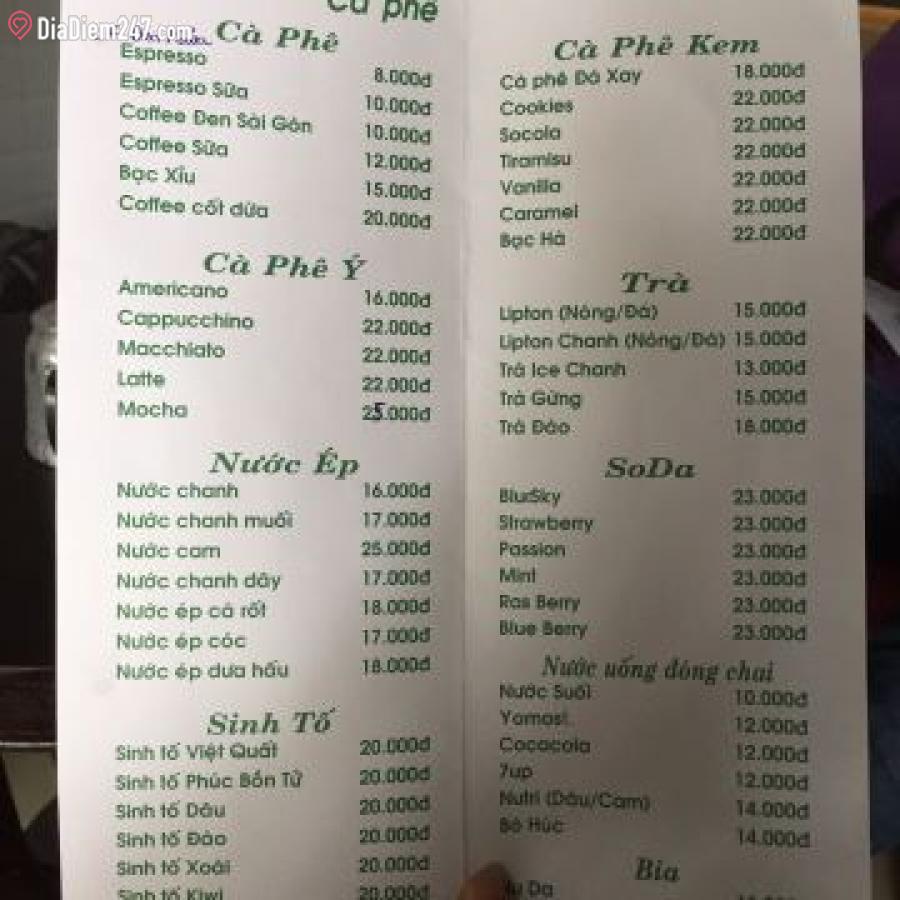 DiaDiem247.com
Cà phê
Cà Phê
Espresso 8.000đ
Espresso Sữa 10.000đ
Coffee Đen Sài Gòn 10.000đ
Coffee Sữa 12.000đ
Bạc Xỉu 15.000đ
Coffee cốt dừa 20.000đ
Cà Phê Ý
Americano 16.000đ
Cappucchino 22.000đ
Macchiato 22.000đ
Latte 22.000đ
Mocha 25.000đ
Nước Ép
Nước chanh 16.000đ
Nước chanh muối 17.000đ
Nước cam 25.000đ
Nước chanh dây 17.000đ
Nước ép cà rốt 18.000đ
Nước ép cóc 17.000đ
Nước ép dưa hấu 18.000đ
Sinh Tố
Sinh tố Việt Quất 20.000đ
Sinh tố Phúc Bồn Tử 20.000đ
Sinh tố Dâu 20.000đ
Sinh tố Đào 20.000đ
Sinh tố Xoài 20.000đ
Sinh tố Kiwi 20.000đ
Cà Phê Kem
Cà phê Đá Xay 18.000đ
Cookies 22.000đ
Socola 22.000đ
Tiramisu 22.000đ
Vanilla 22.000đ
Caramel 22.000đ
Bạc Hà 22.000đ
Trà
Lipton (Nóng/Đá) 15.000đ
Lipton Chanh (Nóng/Đá) 15.000đ
Trà Ice Chanh 13.000đ
Trà Gừng 15.000đ
Trà Đào 18.000đ
SoDa
BlueSky 23.000đ
Strawberry 23.000đ
Passion 23.000đ
Mint 23.000đ
Ras Berry 23.000đ
Blue Berry 23.000đ
Nước uống đóng chai
Nước Suối 10.000đ
Yomost 12.000đ
Cocacola 12.000đ
7up 12.000đ
Nutri (Dâu/Cam) 14.000đ
Bò Húc 14.000đ
Bia